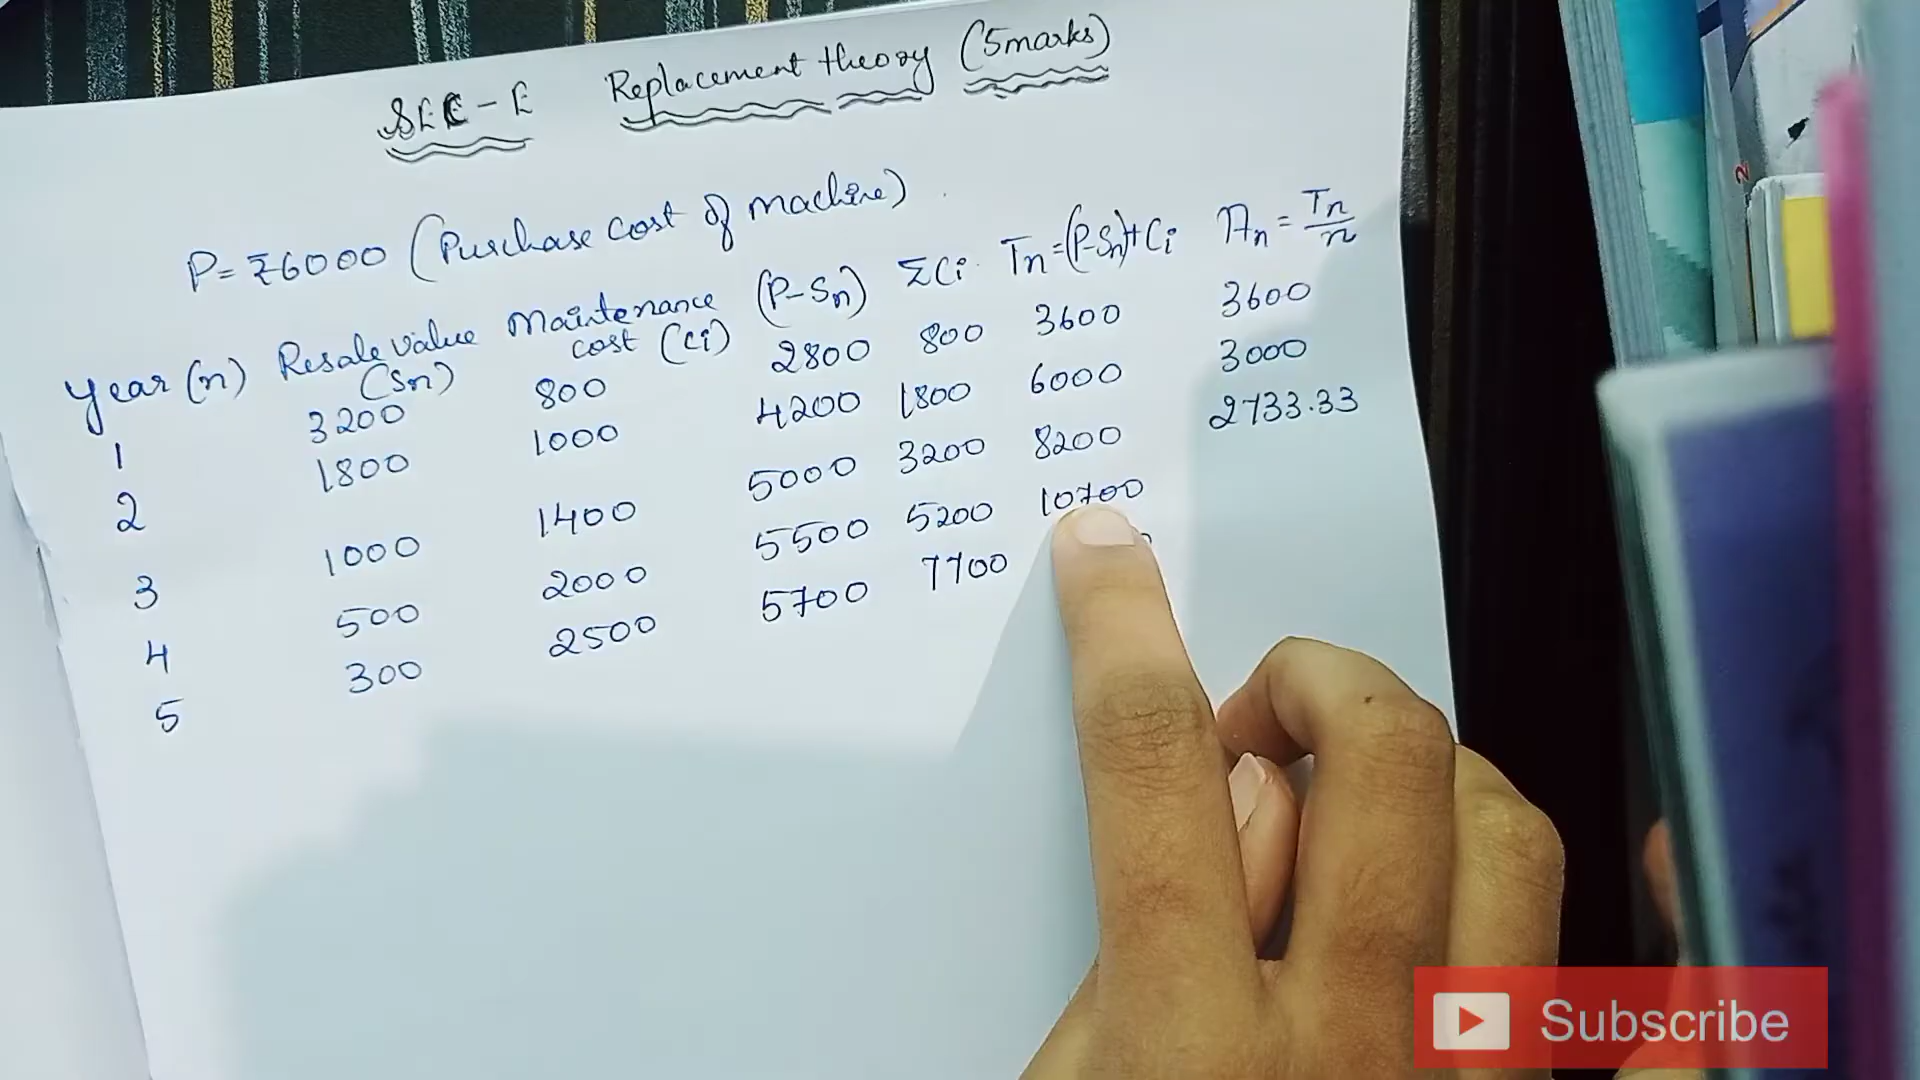 SEC-E Replacement theory (5marks)
P=₹6000 (Purchase cost of machine)
Year (n) Resale value (Sn) Maintenance cost (Ci) (P-Sn) ΣCi Tn=(P-Sn)+Ci An = Tn/n
1 3200 800 2800 800 3600 3600
2 1800 1000 4200 1800 6000 3000
3 1000 1400 5000 3200 8200 2733.33
4 500 2000 5500 5200 10700
5 300 2500 5700 7700
Subscribe